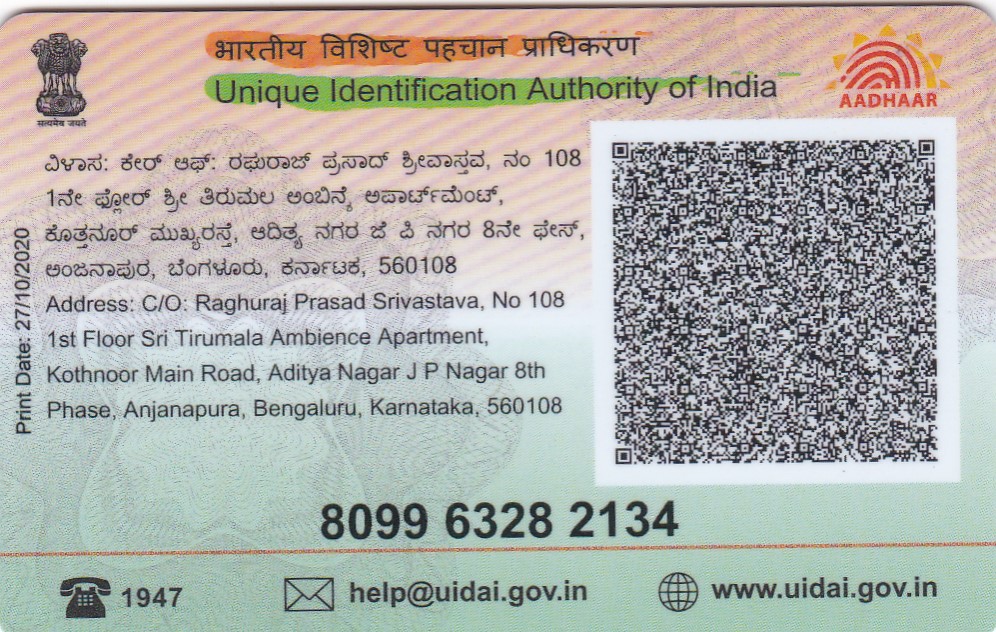 भारतीय विशिष्ट पहचान प्राधिकरण
Unique Identification Authority of India
AADHAAR
सत्यमेव जयते
ವಿಳಾಸ: ಕೇರ್ ಆಫ್: ರಘುರಾಜ್ ಪ್ರಸಾದ್ ಶ್ರೀವಾಸ್ತವ, ನಂ 108
1ನೇ ಫ್ಲೋರ್ ಶ್ರೀ ತಿರುಮಲ ಅಂಬಿನ್ಸೆ ಅಪಾರ್ಟ್‌ಮೆಂಟ್,
ಕೊತ್ತನೂರ್ ಮುಖ್ಯರಸ್ತೆ, ಆದಿತ್ಯ ನಗರ ಜೆ ಪಿ ನಗರ 8ನೇ ಫೇಸ್,
ಅಂಜನಾಪುರ, ಬೆಂಗಳೂರು, ಕರ್ನಾಟಕ, 560108
Address: C/O: Raghuraj Prasad Srivastava, No 108
1st Floor Sri Tirumala Ambience Apartment,
Kothnoor Main Road, Aditya Nagar J P Nagar 8th
Phase, Anjanapura, Bengaluru, Karnataka, 560108
Print Date: 27/10/2020
8099 6328 2134
1947
help@uidai.gov.in
www.uidai.gov.in